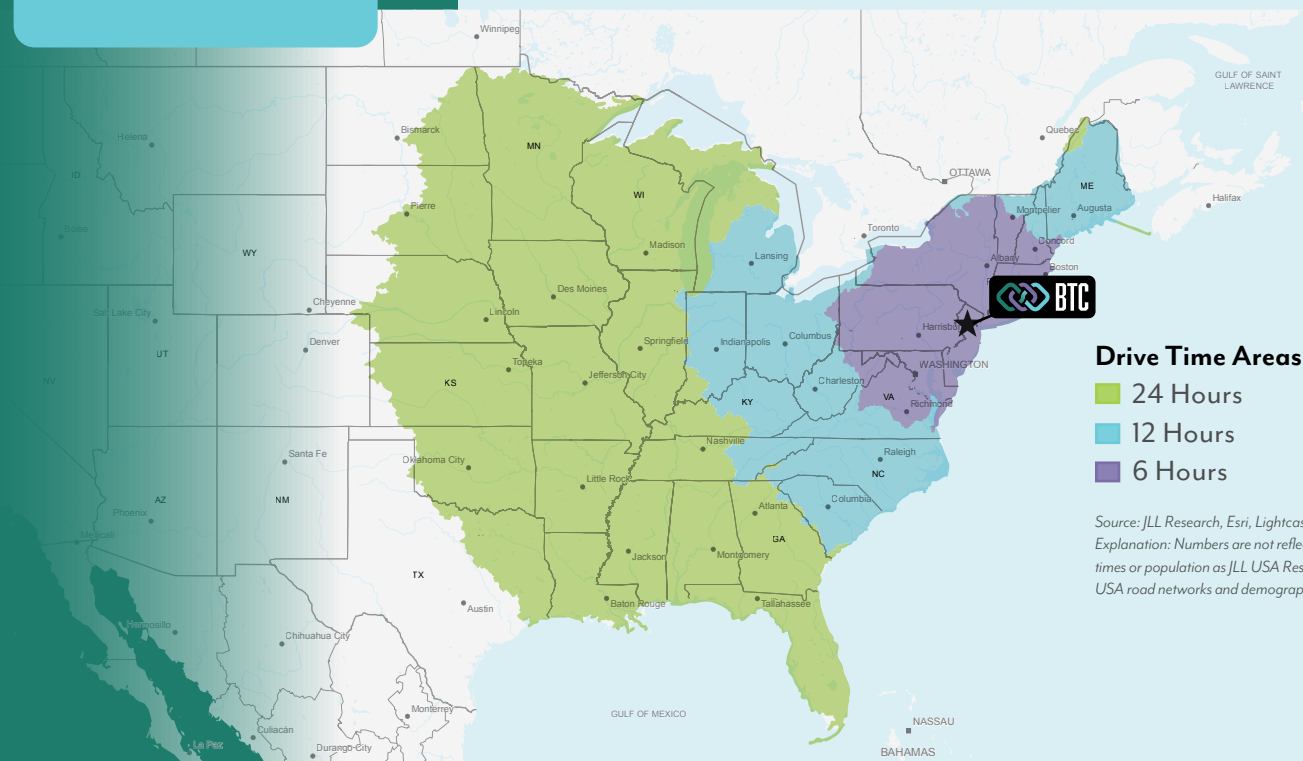 Winnipeg
GULF OF SAINT
LAWRENCE
Bismarck
Quebec
Helena
MN
OTTAWA
ID
ME
WI
Halifax
Pierre
Montpelier
Augusta
Boise
Toronto
Concord
Madison
WY
Lansing
Albany
Boston
Des Moines
BTC
Cheyenne
Salt Lake City
Lincoln
Harrisburg
Denver
Springfield
Indianapolis
Columbus
UT
Topeka
WASHINGTON
Drive Time Areas
NV
KS
Jefferson City
Charleston
24 Hours
KY
VA
Richmond
12 Hours
Nashville
Santa Fe
Oklahoma City
Raleigh
6 Hours
NC
Little Rock
AZ
NM
Columbia
Phoenix
Atlanta
Source: JLL Research, Esri, Lightcas
Mexicali
GA
Explanation: Numbers are not refle
Jackson
Montgomery
times or population as JLL USA Res
TX
USA road networks and demograp
Austin
Baton Rouge
Tallahassee
Hermosillo
Chihuahua City
Monterrey
GULF OF MEXICO
NASSAU
Culiacán
La Paz
Durango City
BAHAMAS